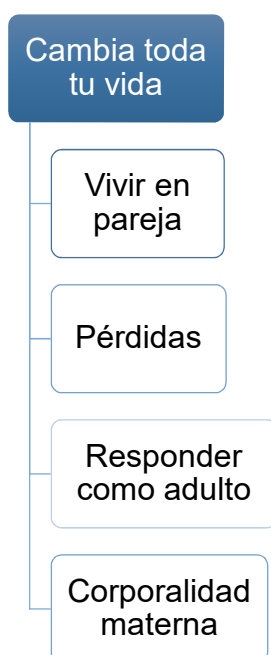 Cambia toda
tu vida
Vivir en
pareja
Pérdidas
Responder
como adulto
Corporalidad
materna